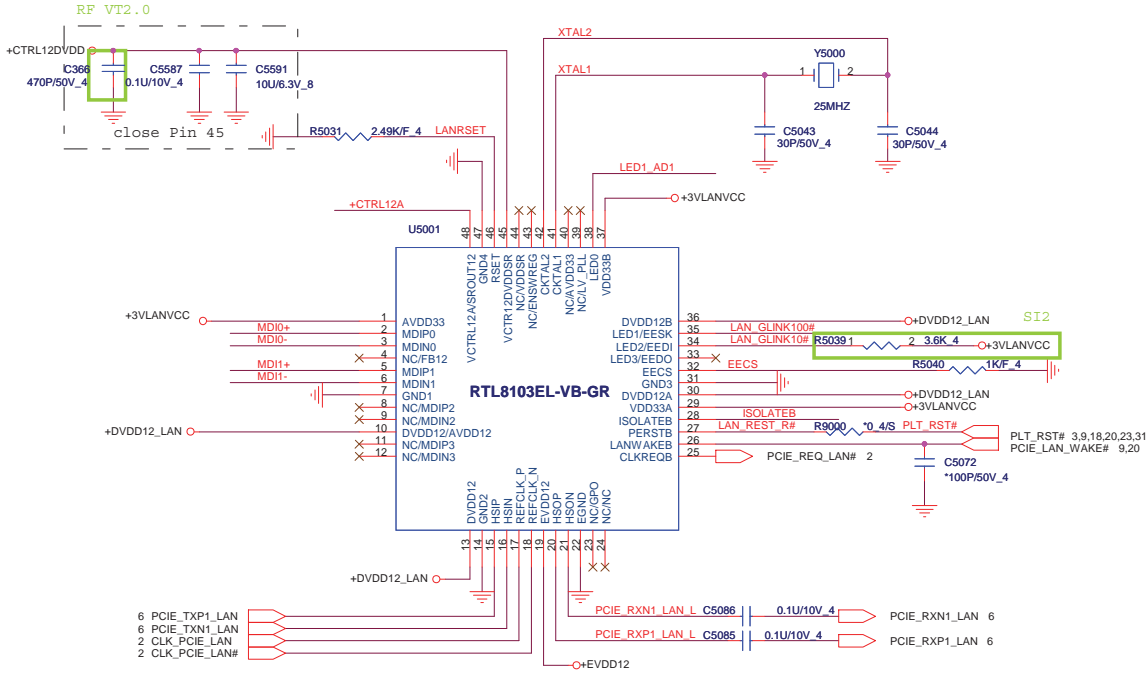 RF VT2.0
+CTRL12DVDD
C366
470P/50V_4
C5587
0.1U/10V_4
C5591
10U/6.3V_8
close Pin 45
R5031
2.49K/F_4
LANRSET
XTAL2
XTAL1
Y5000
1
2
25MHZ
C5043
30P/50V_4
C5044
30P/50V_4
LED1_AD1
+3VLANVCC
+CTRL12A
U5001
48
47
46
45
44
43
42
41
40
39
38
37
VCTRL12A/SROUT12
GND4
RSET
VCTR12DVDDSR
NC/VDDSR
NC/ENSWREG
CKTAL2
CKTAL1
NC/AVDD33
NC/LV_PLL
LED0
VDD33B
+3VLANVCC
1 AVDD33
MDI0+ 2 MDIP0
MDI0- 3 MDIN0
4 NC/FB12
MDI1+ 5 MDIP1
MDI1- 6 MDIN1
7 GND1
8 NC/MDIP2
9 NC/MDIN2
+DVDD12_LAN 10 DVDD12/AVDD12
11 NC/MDIP3
12 NC/MDIN3
RTL8103EL-VB-GR
SI2
DVDD12B 36 +DVDD12_LAN
LED1/EESK 35 LAN_GLINK100#
LED2/EEDI 34 LAN_GLINK10# R5039 1 2 3.6K_4 +3VLANVCC
LED3/EEDO 33
EECS 32 EECS R5040 1K/F_4
GND3 31
DVDD12A 30 +DVDD12_LAN
VDD33A 29 +3VLANVCC
ISOLATEB 28 ISOLATEB
PERSTB 27 LAN_REST_R# R9000 *0_4/S PLT_RST# PLT_RST# 3,9,18,20,23,31
LANWAKEB 26 PCIE_LAN_WAKE# 9,20
CLKREQB 25 PCIE_REQ_LAN# 2
C5072
*100P/50V_4
DVDD12
GND2
HSIP
HSIN
REFCLK_P
REFCLK_N
EVDD12
HSOP
HSON
EGND
NC/GPO
NC/NC
13
14
15
16
17
18
19
20
21
22
23
24
+DVDD12_LAN
6 PCIE_TXP1_LAN
6 PCIE_TXN1_LAN
2 CLK_PCIE_LAN
2 CLK_PCIE_LAN#
PCIE_RXN1_LAN_L C5086 0.1U/10V_4 PCIE_RXN1_LAN 6
PCIE_RXP1_LAN_L C5085 0.1U/10V_4 PCIE_RXP1_LAN 6
+EVDD12